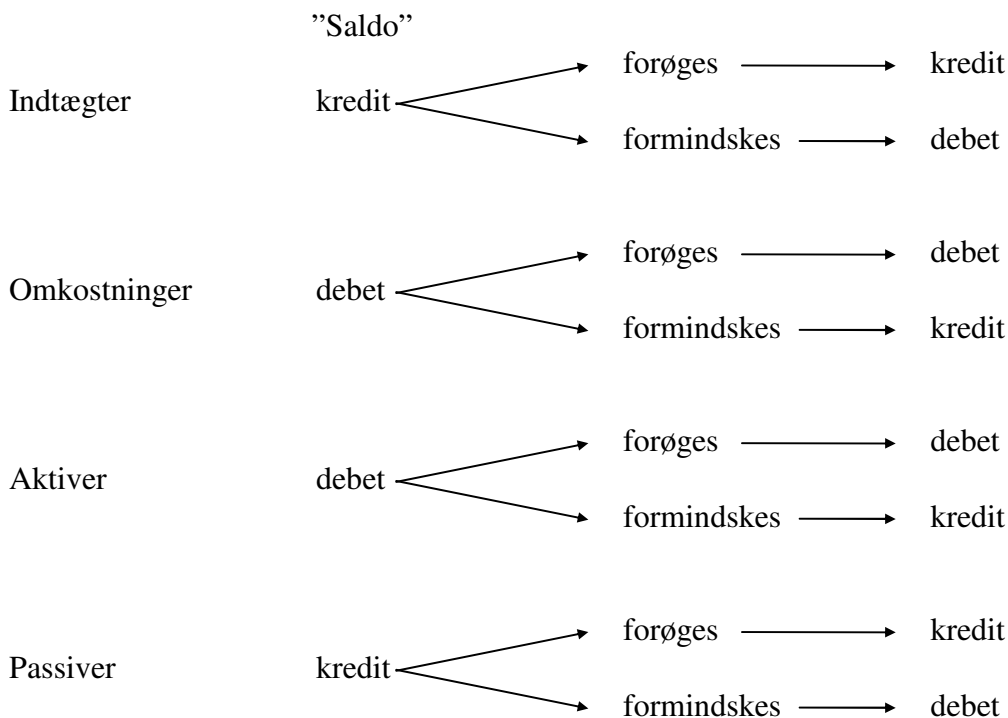 ”Saldo”
forøges kredit
Indtægter kredit
formindskes debet
forøges debet
Omkostninger debet
formindskes kredit
forøges debet
Aktiver debet
formindskes kredit
forøges kredit
Passiver kredit
formindskes debet